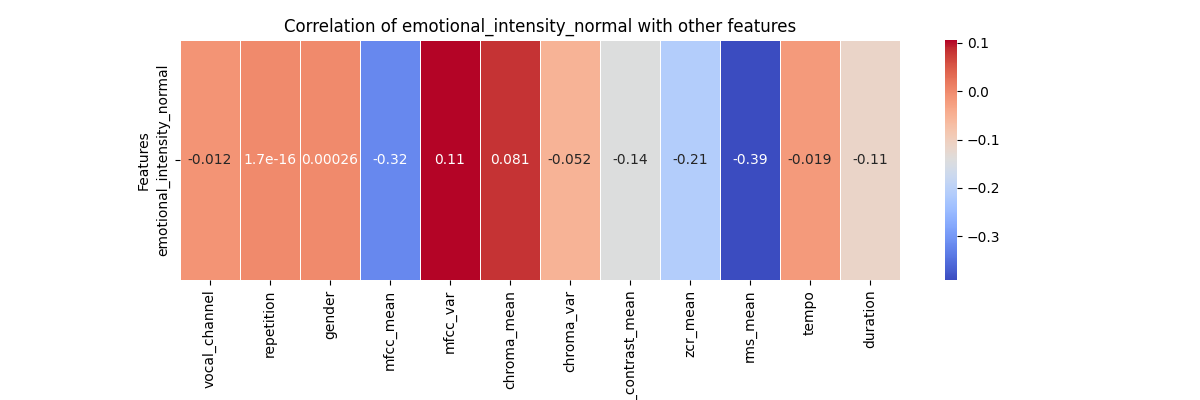 Correlation of emotional_intensity_normal with other features
Features
emotional_intensity_normal
-0.012 1.7e-16 0.00026 -0.32 0.11 0.081 -0.052 -0.14 -0.21 -0.39 -0.019 -0.11
vocal_channel
repetition
gender
mfcc_mean
mfcc_var
chroma_mean
chroma_var
_contrast_mean
zcr_mean
rms_mean
tempo
duration
0.1
0.0
−0.1
−0.2
−0.3